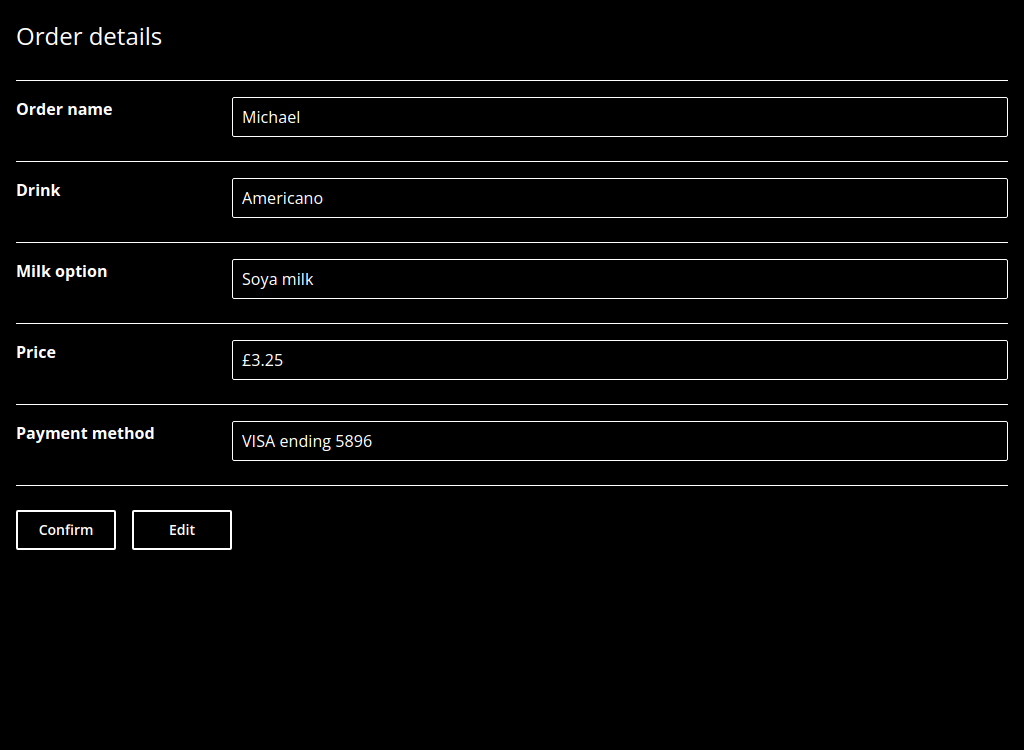 Order details
Order name
Michael
Drink
Americano
Milk option
Soya milk
Price
£3.25
Payment method
VISA ending 5896
Confirm Edit